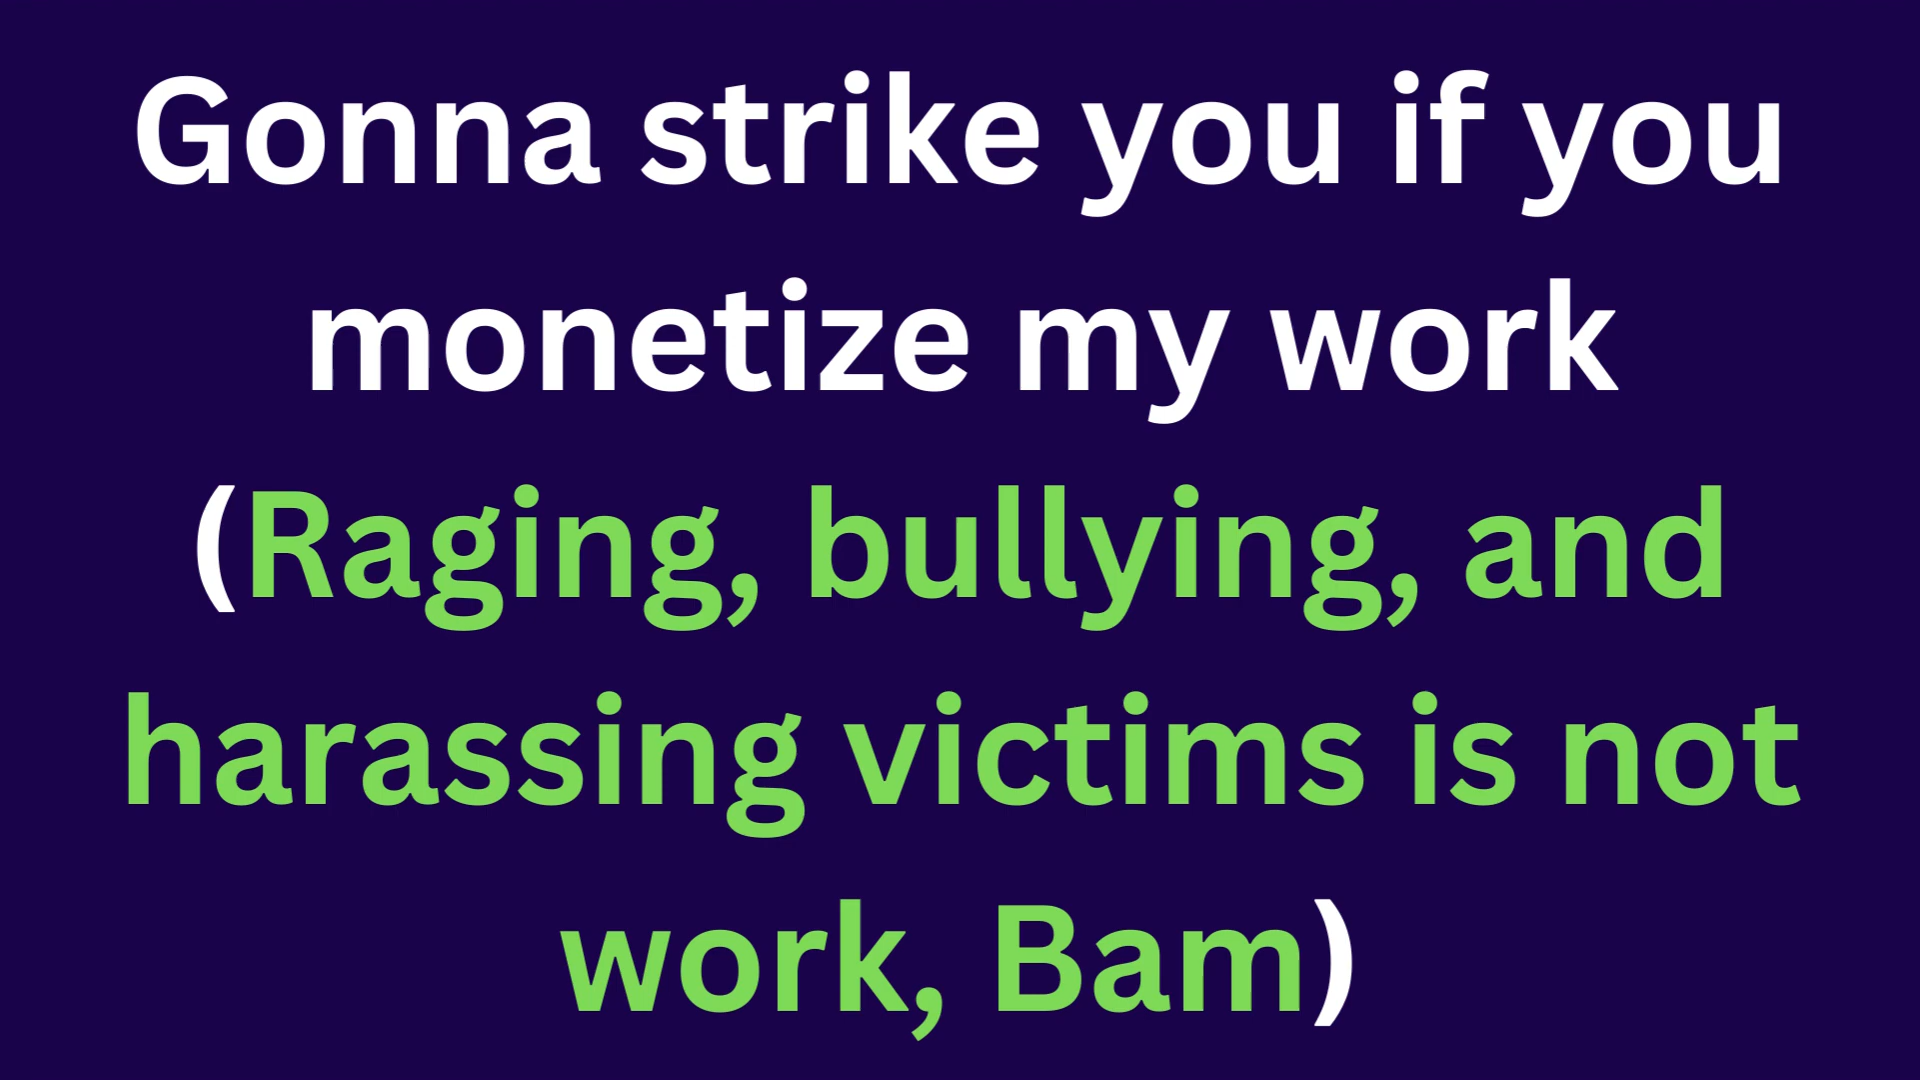 Gonna strike you if you
monetize my work
(Raging, bullying, and
harassing victims is not
work, Bam)